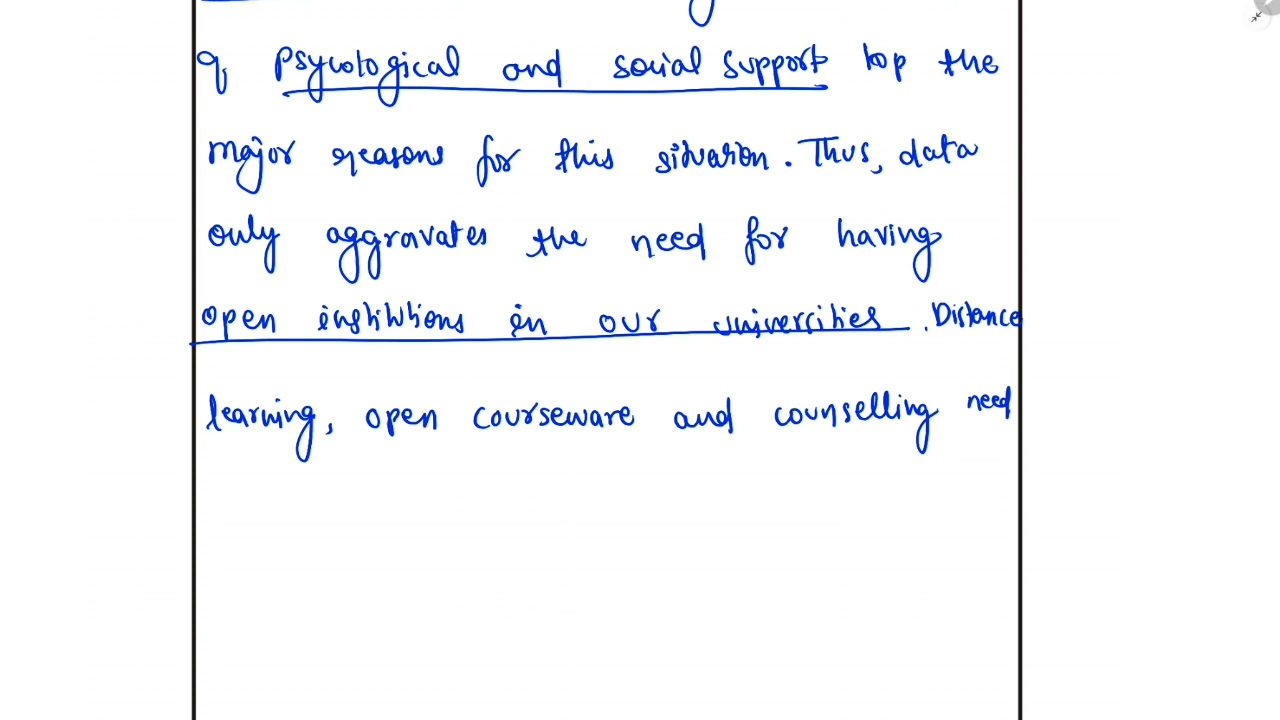 & Psycological and social support top the
major reasons for this situation. Thus, data
only aggravates the need for having
open institutions in our universities. Distance
learning, open courseware and counselling need